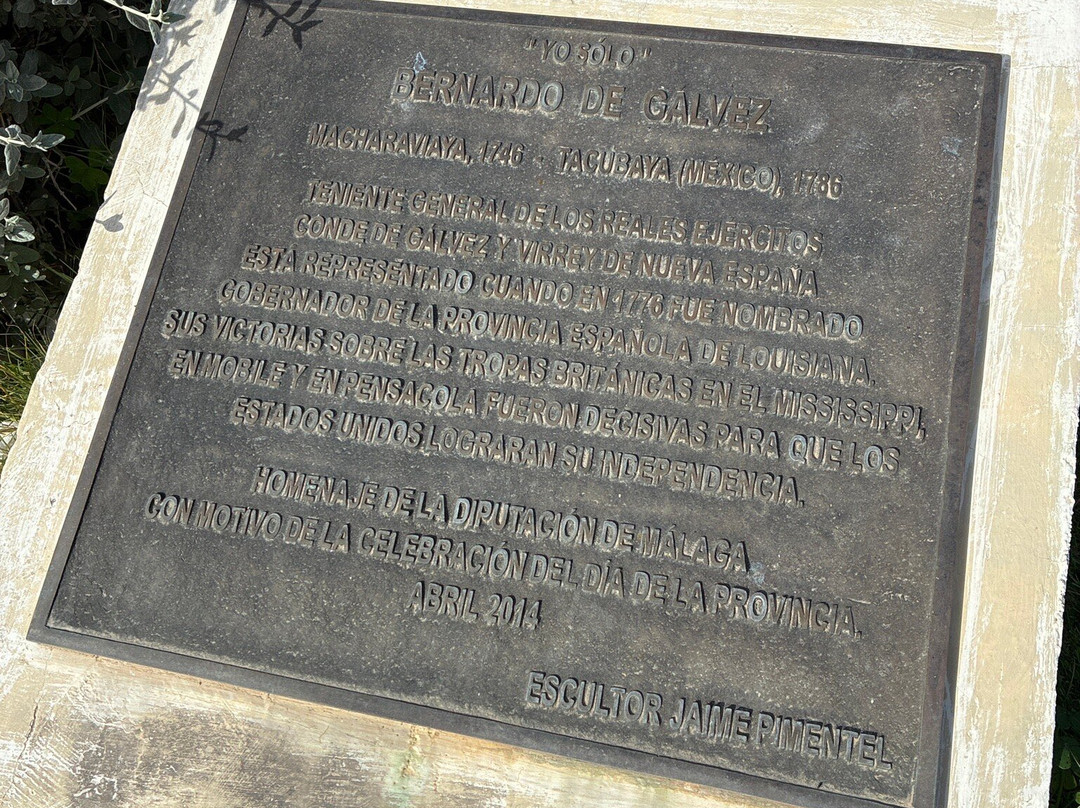 "YO SÓLO"
BERNARDO DE GÁLVEZ
MACHARAVIAYA, 1746 - TACUBAYA (MÉXICO), 1786
TENIENTE GENERAL DE LOS REALES EJERCITOS
CONDE DE GÁLVEZ Y VIRREY DE NUEVA ESPAÑA
ESTA REPRESENTADO CUANDO EN 1776 FUE NOMBRADO
GOBERNADOR DE LA PROVINCIA ESPAÑOLA DE LOUISIANA.
SUS VICTORIAS SOBRE LAS TROPAS BRITÁNICAS EN EL MISSISSIPPI,
EN MOBILE Y EN PENSACOLA FUERON DECISIVAS PARA QUE LOS
ESTADOS UNIDOS LOGRARAN SU INDEPENDENCIA.
HOMENAJE DE LA DIPUTACIÓN DE MÁLAGA
CON MOTIVO DE LA CELEBRACIÓN DEL DÍA DE LA PROVINCIA.
ABRIL 2014
ESCULTOR JAIME PIMENTEL